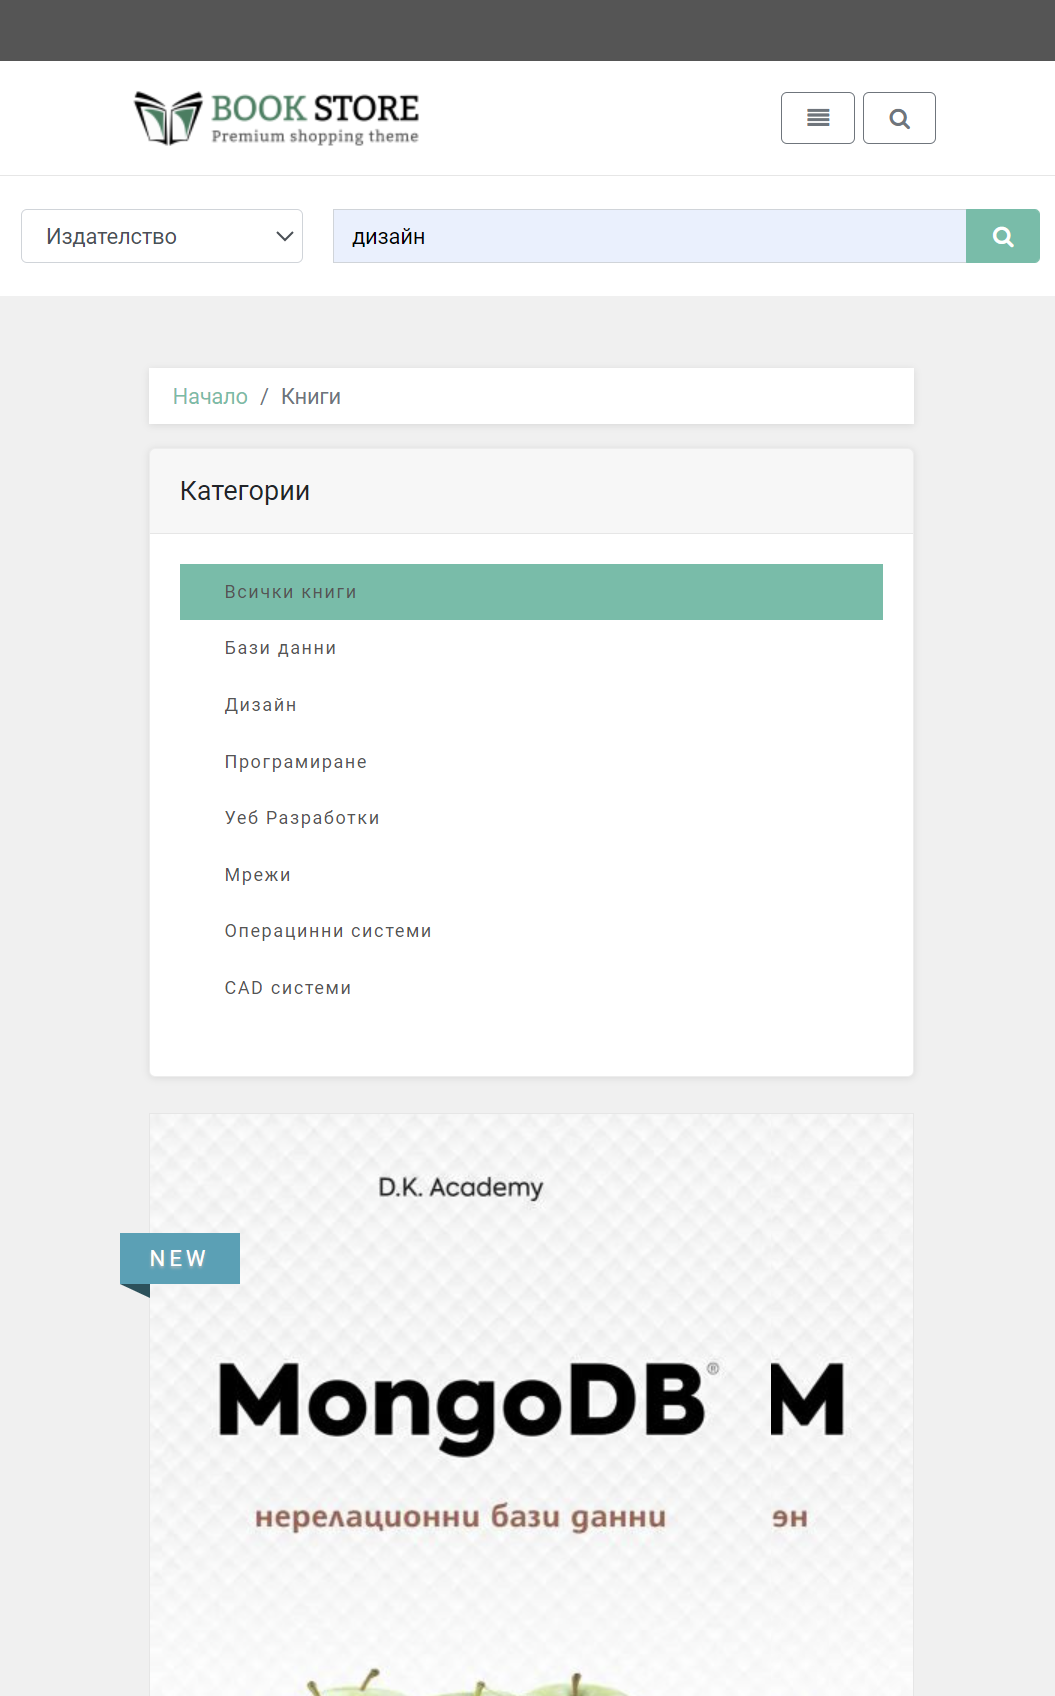 BOOK STORE
Premium shopping theme
Издателство
дизайн
Начало / Книги
Категории
Всички книги
Бази данни
Дизайн
Програмиране
Уеб Разработки
Мрежи
Операцинни системи
CAD системи
D.K. Academy
NEW
MongoDB® M
нерелационни бази данни